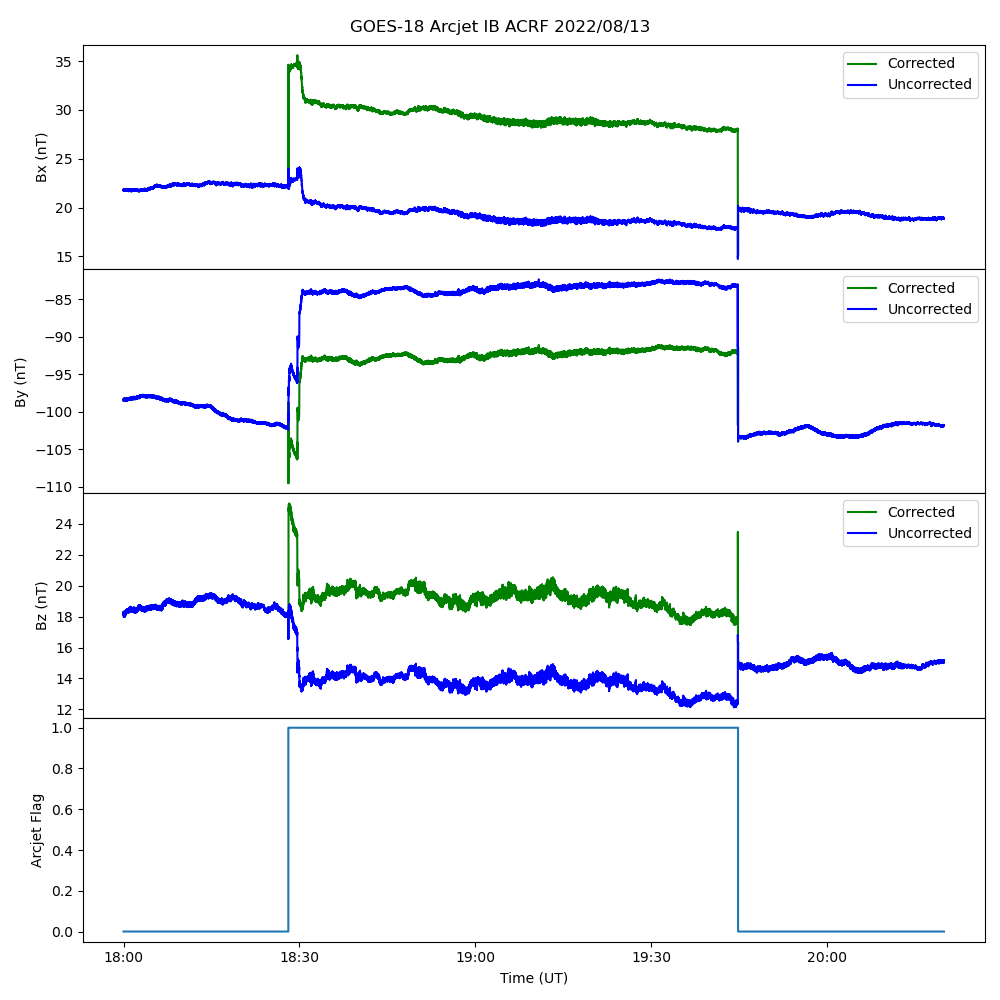 GOES-18 Arcjet IB ACRF 2022/08/13
Bx (nT)
35
30
25
20
15
Corrected
Uncorrected
By (nT)
−85
−90
−95
−100
−105
−110
Corrected
Uncorrected
Bz (nT)
24
22
20
18
16
14
12
Corrected
Uncorrected
Arcjet Flag
1.0
0.8
0.6
0.4
0.2
0.0
18:00 18:30 19:00 19:30 20:00
Time (UT)